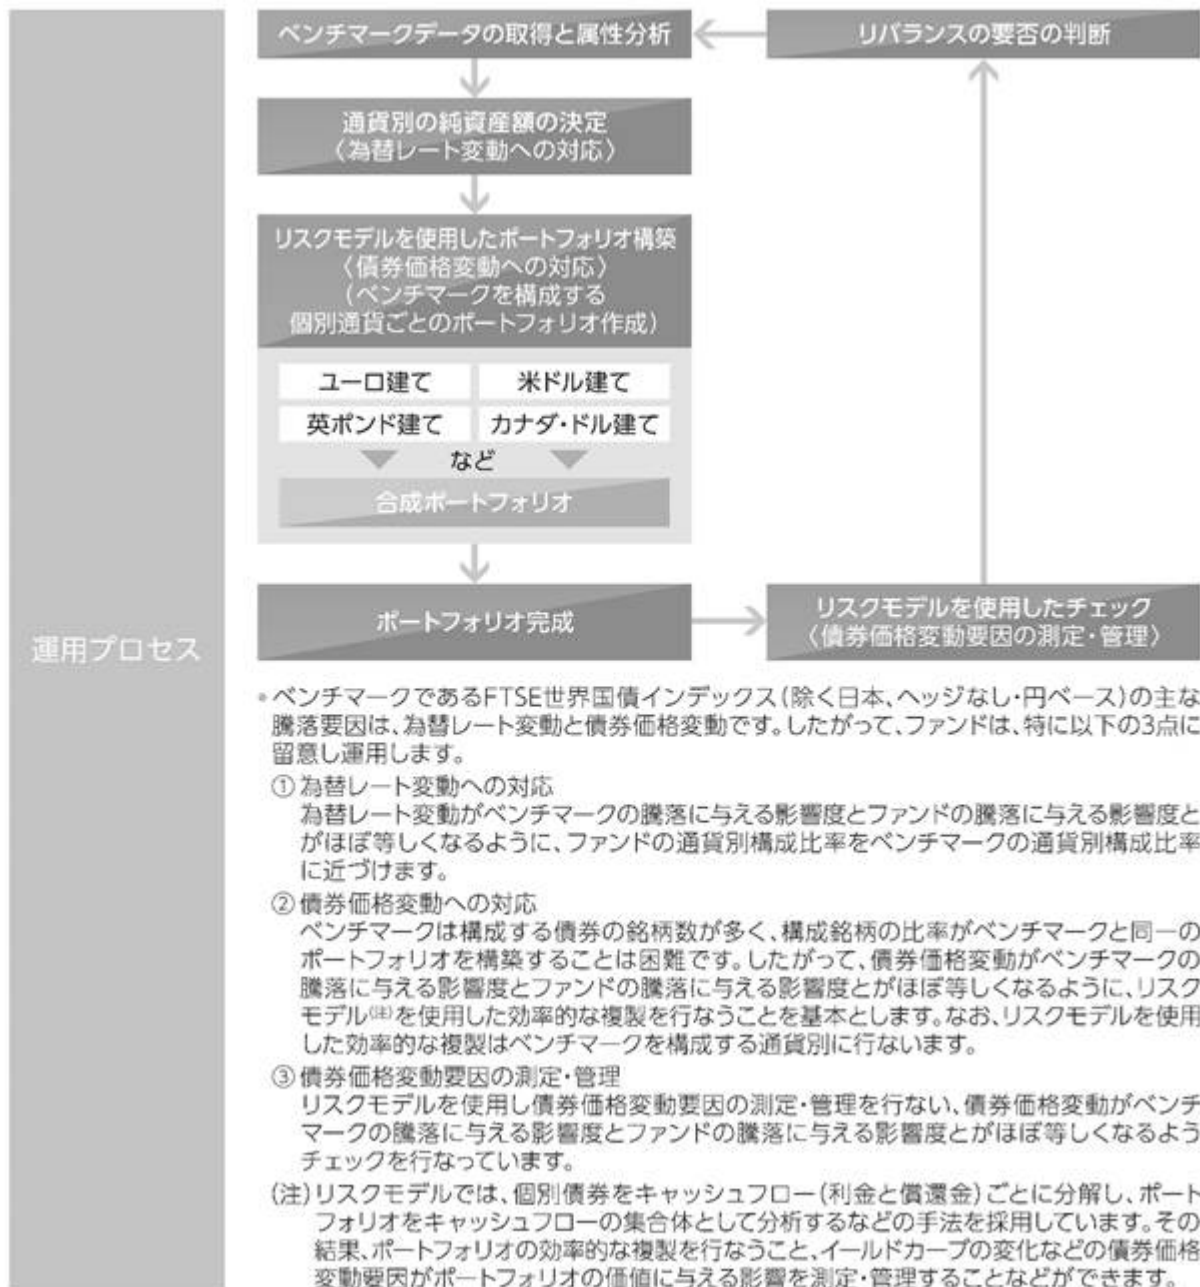 運用プロセス
ベンチマークデータの取得と属性分析
リバランスの要否の判断
通貨別の純資産額の決定
〈為替レート変動への対応〉
リスクモデルを使用したポートフォリオ構築
〈債券価格変動への対応〉
(ベンチマークを構成する
個別通貨ごとのポートフォリオ作成)
ユーロ建て
米ドル建て
英ポンド建て
カナダ・ドル建て
など
合成ポートフォリオ
ポートフォリオ完成
リスクモデルを使用したチェック
〈債券価格変動要因の測定・管理〉
●ベンチマークであるFTSE世界国債インデックス(除く日本、ヘッジなし・円ベース)の主な
騰落要因は、為替レート変動と債券価格変動です。したがって、ファンドは、特に以下の3点に
留意し運用します。
①為替レート変動への対応
為替レート変動がベンチマークの騰落に与える影響度とファンドの騰落に与える影響度と
がほぼ等しくなるように、ファンドの通貨別構成比率をベンチマークの通貨別構成比率
に近づけます。
②債券価格変動への対応
ベンチマークは構成する債券の銘柄数が多く、構成銘柄の比率がベンチマークと同一の
ポートフォリオを構築することは困難です。したがって、債券価格変動がベンチマークの
騰落に与える影響度とファンドの騰落に与える影響度とがほぼ等しくなるように、リスク
モデル(注)を使用した効率的な複製を行なうことを基本とします。なお、リスクモデルを使用
した効率的な複製はベンチマークを構成する通貨別に行ないます。
③債券価格変動要因の測定・管理
リスクモデルを使用し債券価格変動要因の測定・管理を行ない、債券価格変動がベンチ
マークの騰落に与える影響度とファンドの騰落に与える影響度とがほぼ等しくなるよう
チェックを行なっています。
(注)リスクモデルでは、個別債券をキャッシュフロー(利金と償還金)ごとに分解し、ポート
フォリオをキャッシュフローの集合体として分析するなどの手法を採用しています。その
結果、ポートフォリオの効率的な複製を行なうこと、イールドカーブの変化などの債券価格
変動要因がポートフォリオの価値に与える影響を測定・管理することなどができます。